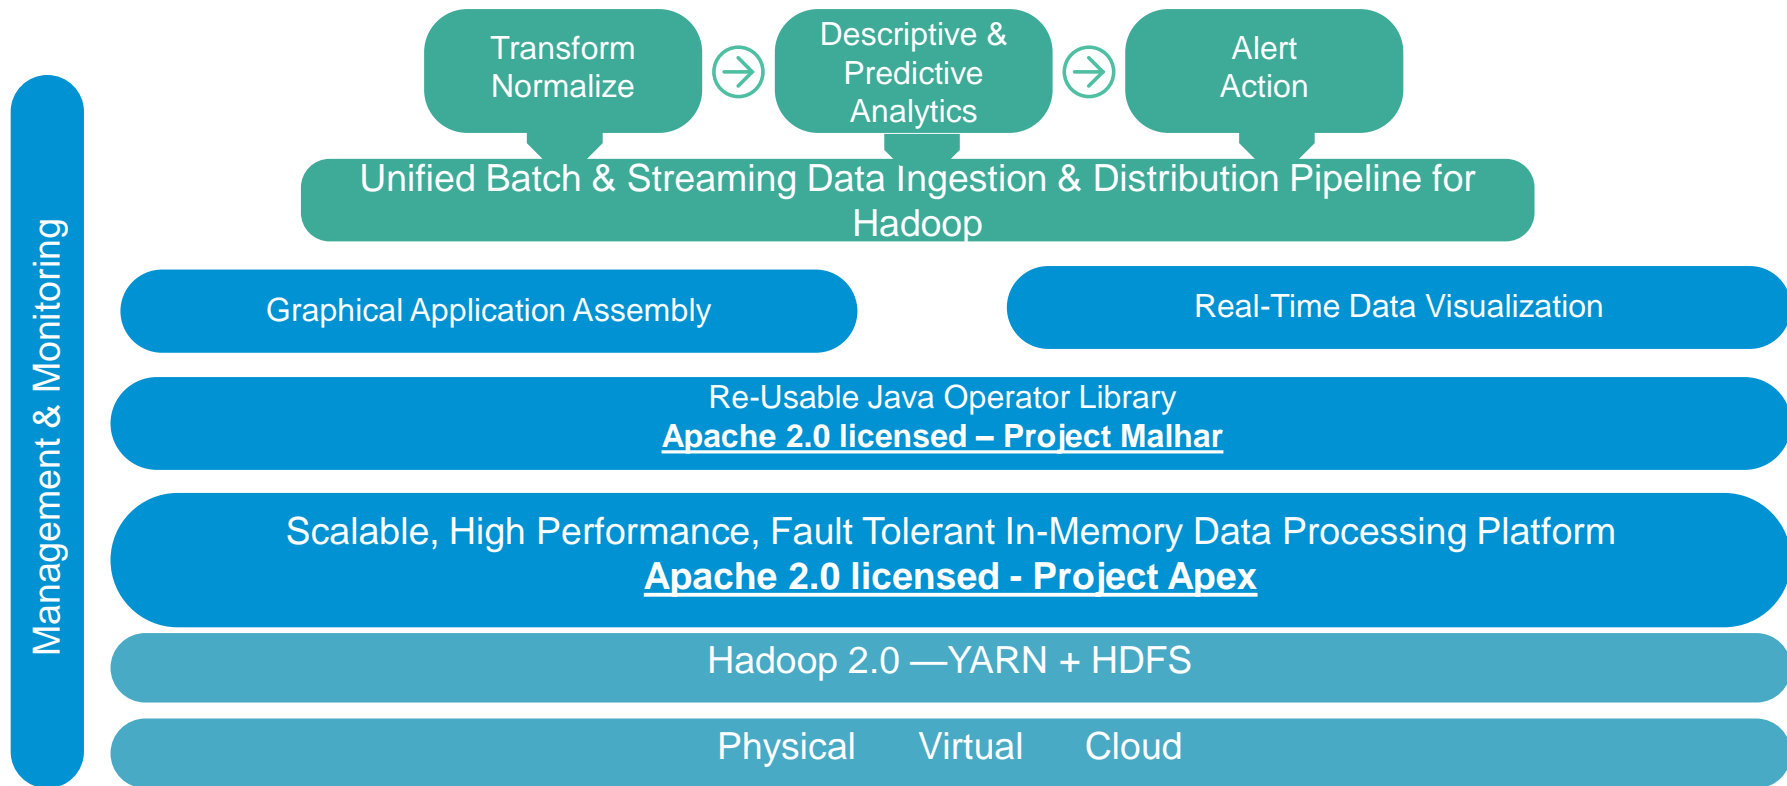 Transform
Normalize
Descriptive &
Predictive
Analytics
Alert
Action
Unified Batch & Streaming Data Ingestion & Distribution Pipeline for
Hadoop
Management & Monitoring
Graphical Application Assembly
Real-Time Data Visualization
Re-Usable Java Operator Library
Apache 2.0 licensed – Project Malhar
Scalable, High Performance, Fault Tolerant In-Memory Data Processing Platform
Apache 2.0 licensed - Project Apex
Hadoop 2.0 —YARN + HDFS
Physical Virtual Cloud